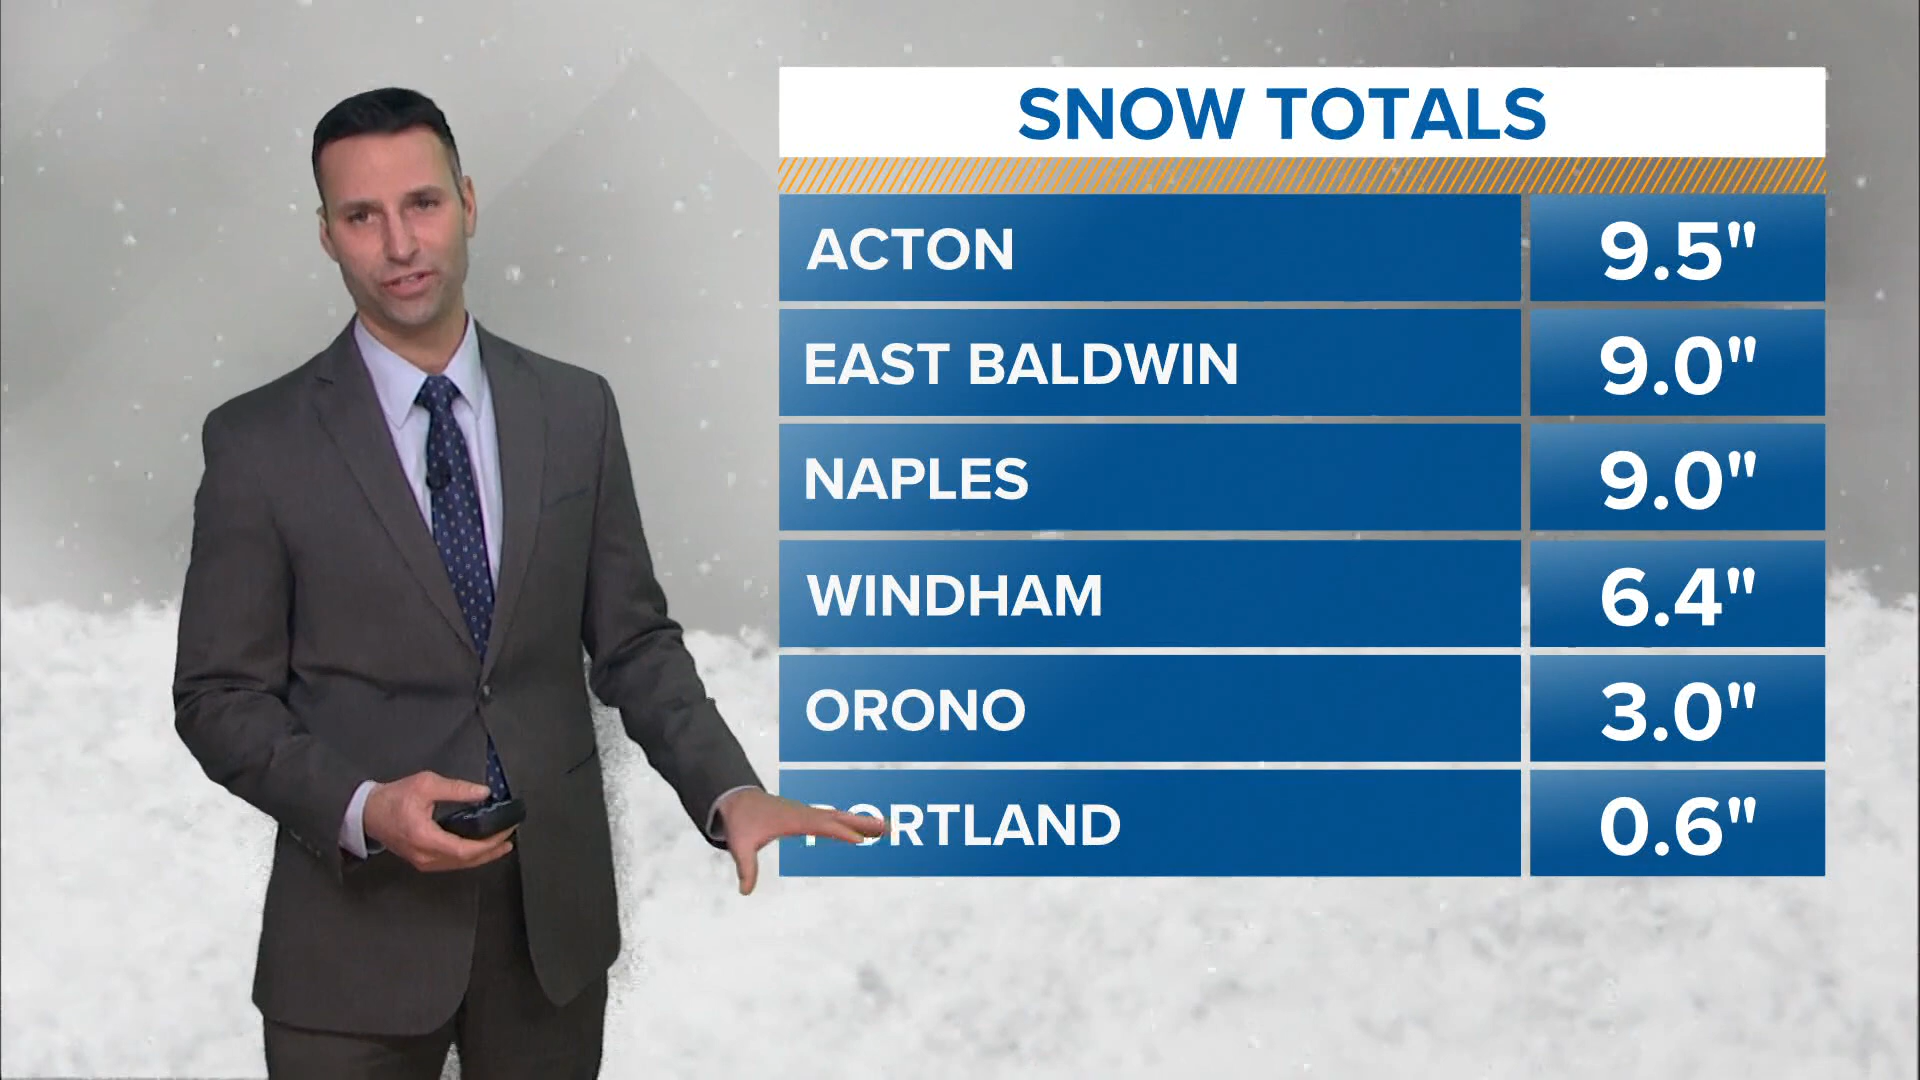 SNOW TOTALS
ACTON 9.5"
EAST BALDWIN 9.0"
NAPLES 9.0"
WINDHAM 6.4"
ORONO 3.0"
PORTLAND 0.6"